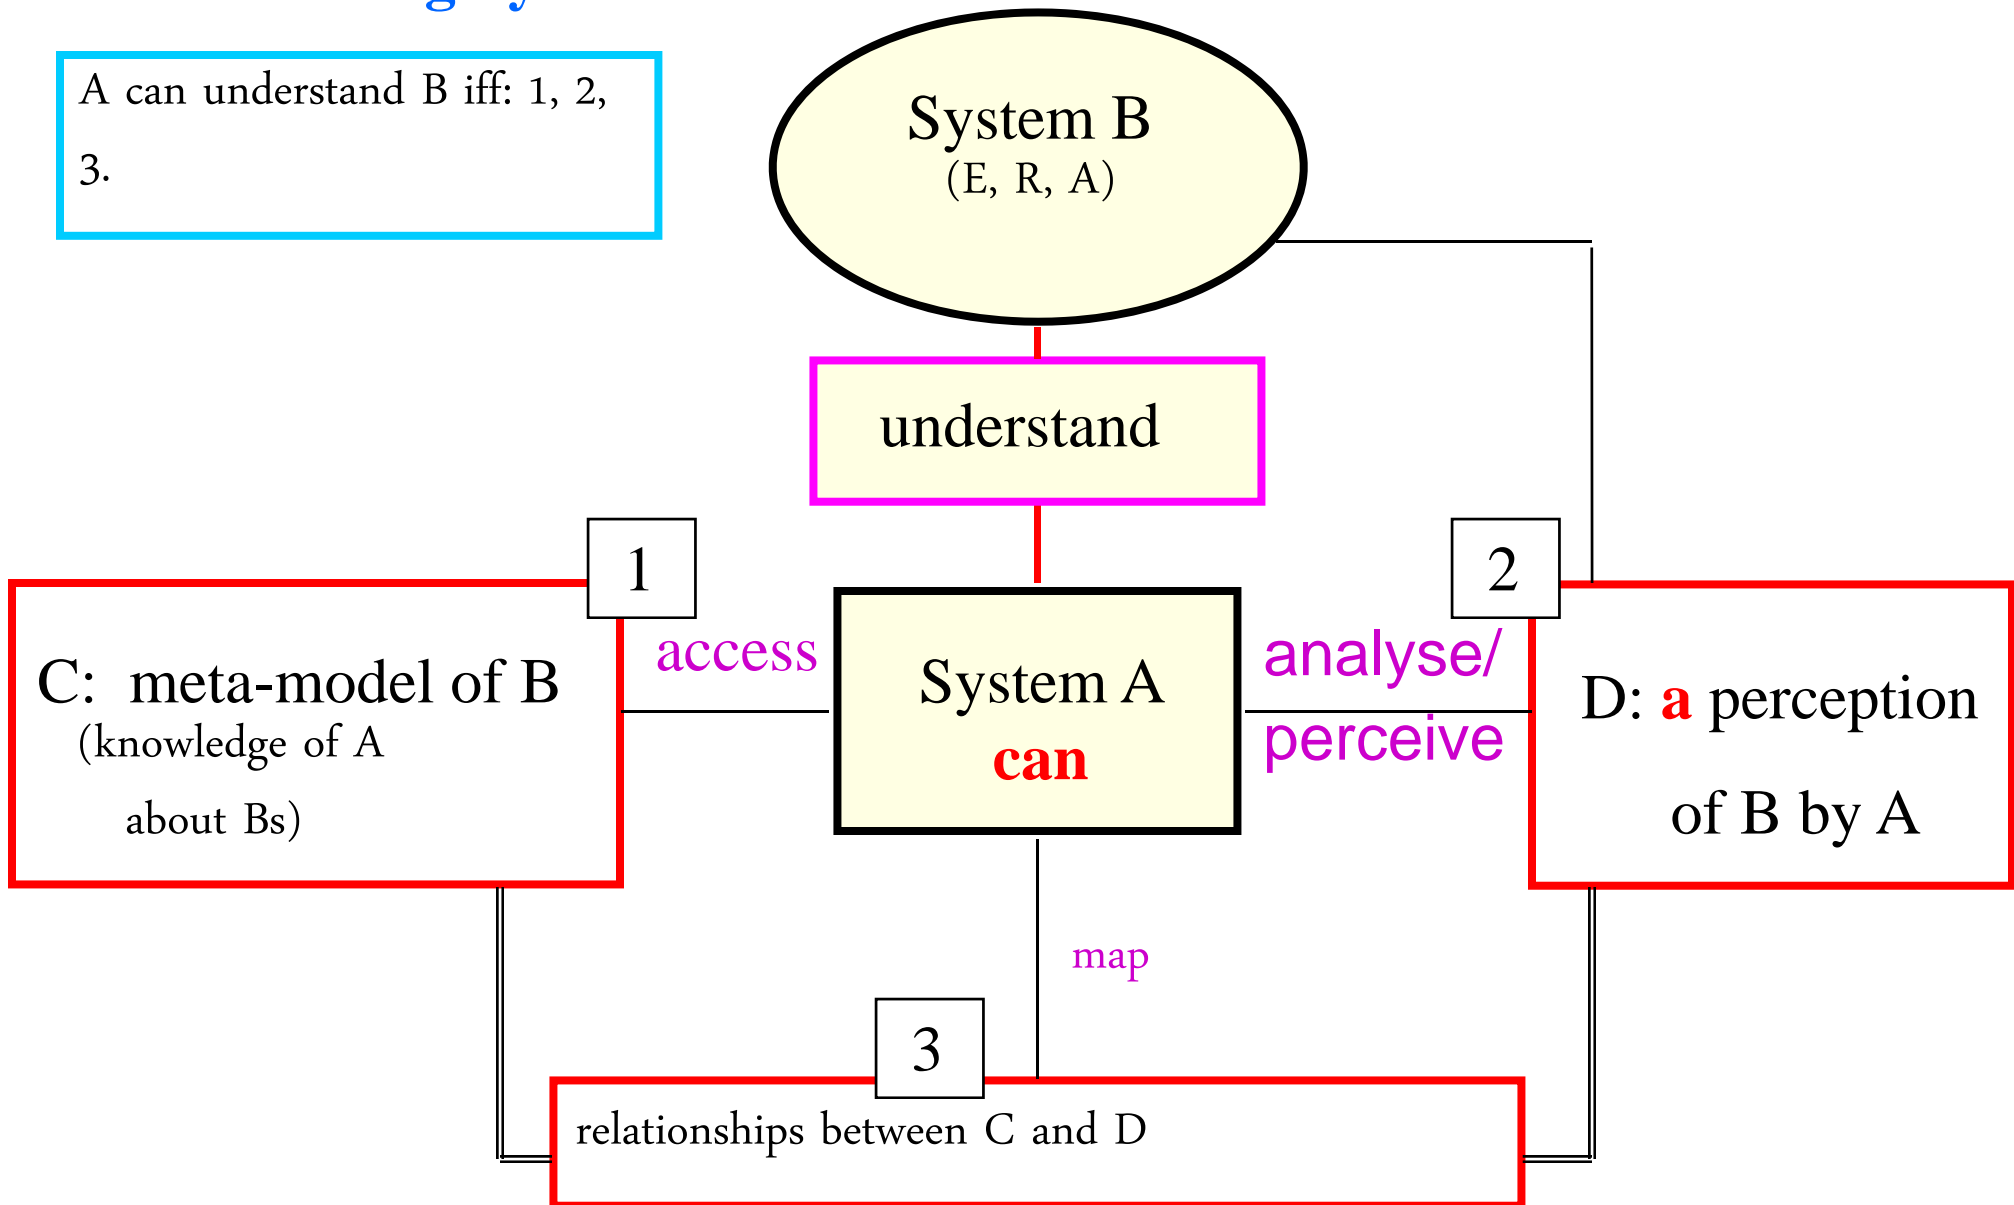 A can understand B iff: 1, 2,
3.
System B
(E, R, A)
understand
1
2
C: meta-model of B
(knowledge of A
about Bs)
access
System A
can
analyse/
perceive
D: a perception
of B by A
map
3
relationships between C and D